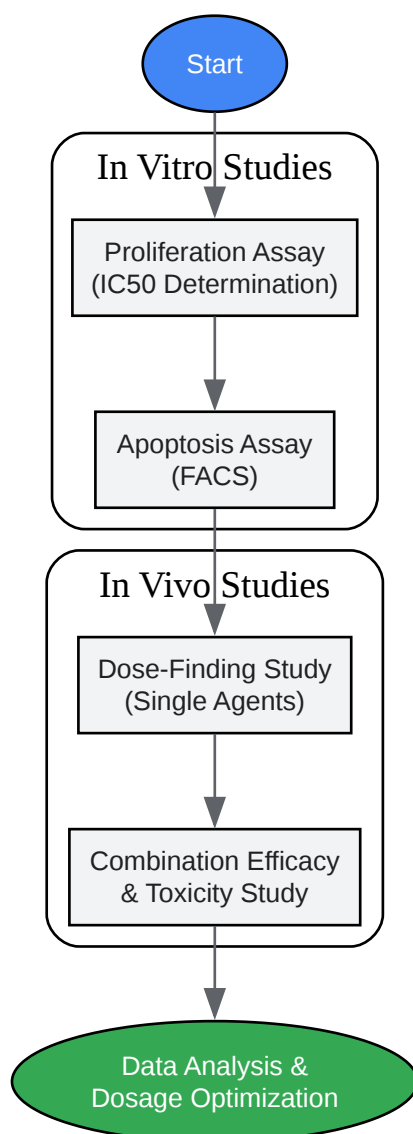 Start
In Vitro Studies
Proliferation Assay
(IC50 Determination)
Apoptosis Assay
(FACS)
In Vivo Studies
Dose-Finding Study
(Single Agents)
Combination Efficacy
& Toxicity Study
Data Analysis &
Dosage Optimization